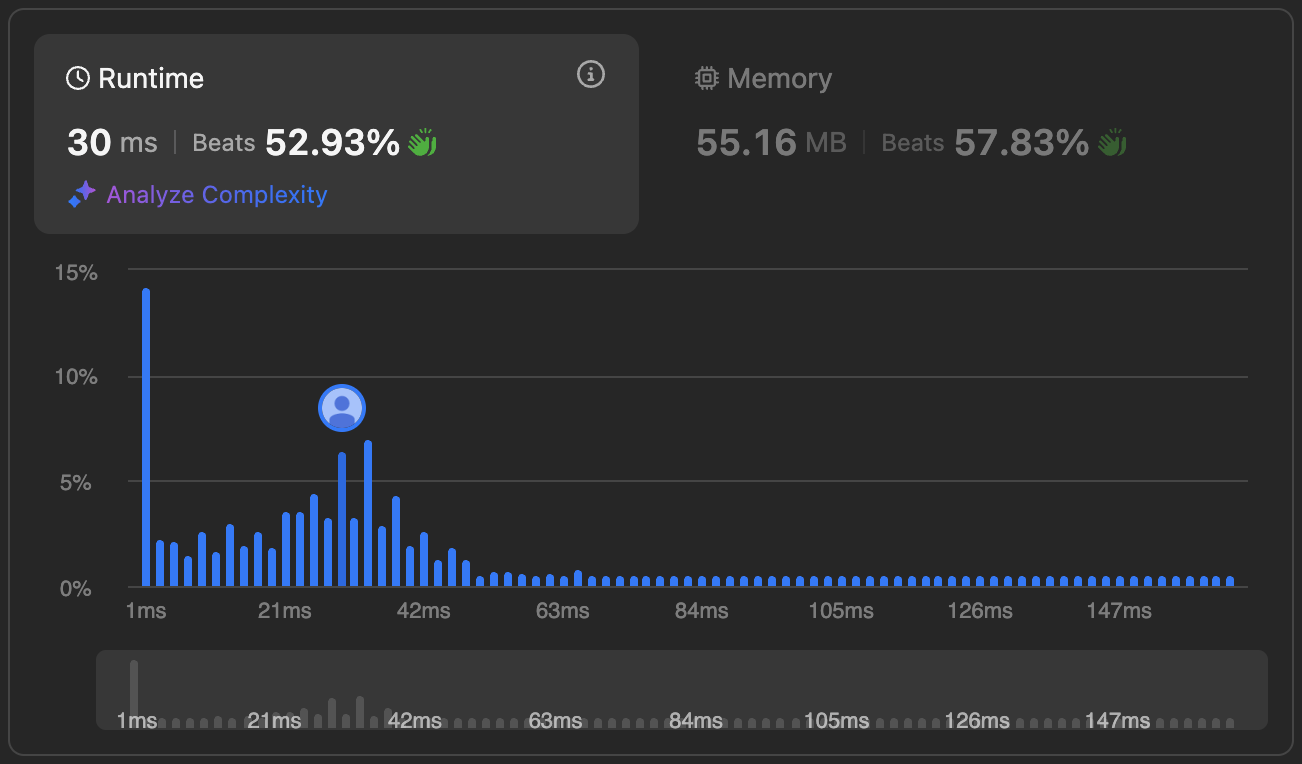 Runtime
30 ms | Beats 52.93%
Analyze Complexity
Memory
55.16 MB | Beats 57.83%
15%
10%
5%
0%
1ms 21ms 42ms 63ms 84ms 105ms 126ms 147ms
1ms 21ms 42ms 63ms 84ms 105ms 126ms 147ms